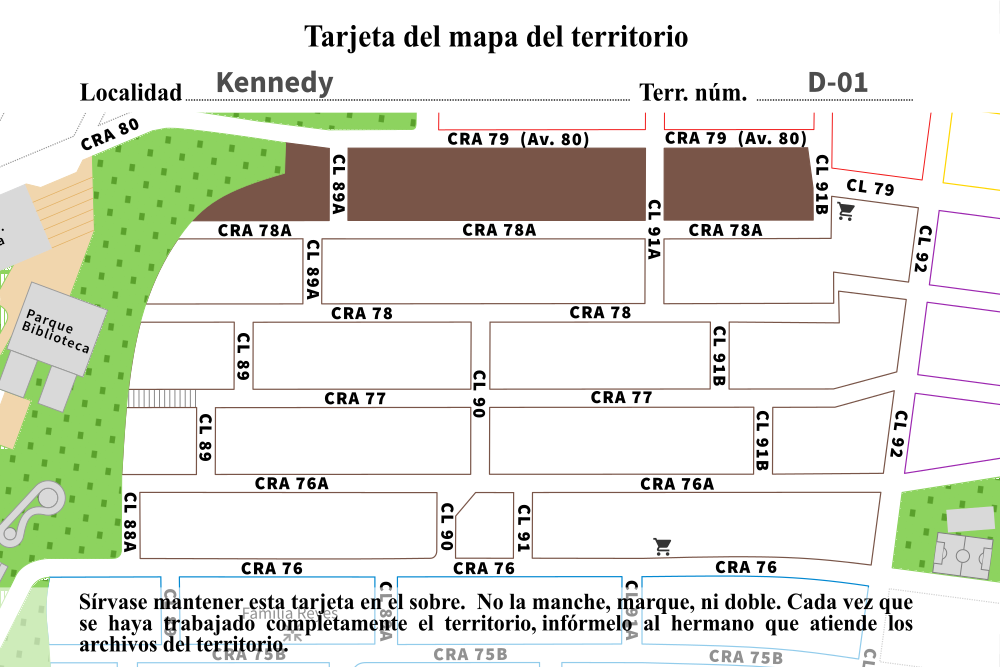 Tarjeta del mapa del territorio
Localidad Kennedy Terr. núm. D-01
CRA 80
CRA 79 (Av. 80) CRA 79 (Av. 80)
CL 89A CL 91A CL 91B CL 79
CRA 78A CRA 78A CRA 78A
CL 89A CL 92
CRA 78 CRA 78
Parque
Biblioteca
CL 89 CL 90 CL 91B
CRA 77 CRA 77
CL 89 CL 91B CL 92
CRA 76A CRA 76A
CL 88A CL 90 CL 91
CRA 76 CRA 76 CRA 76
Sírvase mantener esta tarjeta en el sobre. No la manche, marque, ni doble. Cada vez que
se haya trabajado completamente el territorio, infórmelo al hermano que atiende los
archivos del territorio.
Familia Reyes
CRA 75B CRA 75B CRA 75B